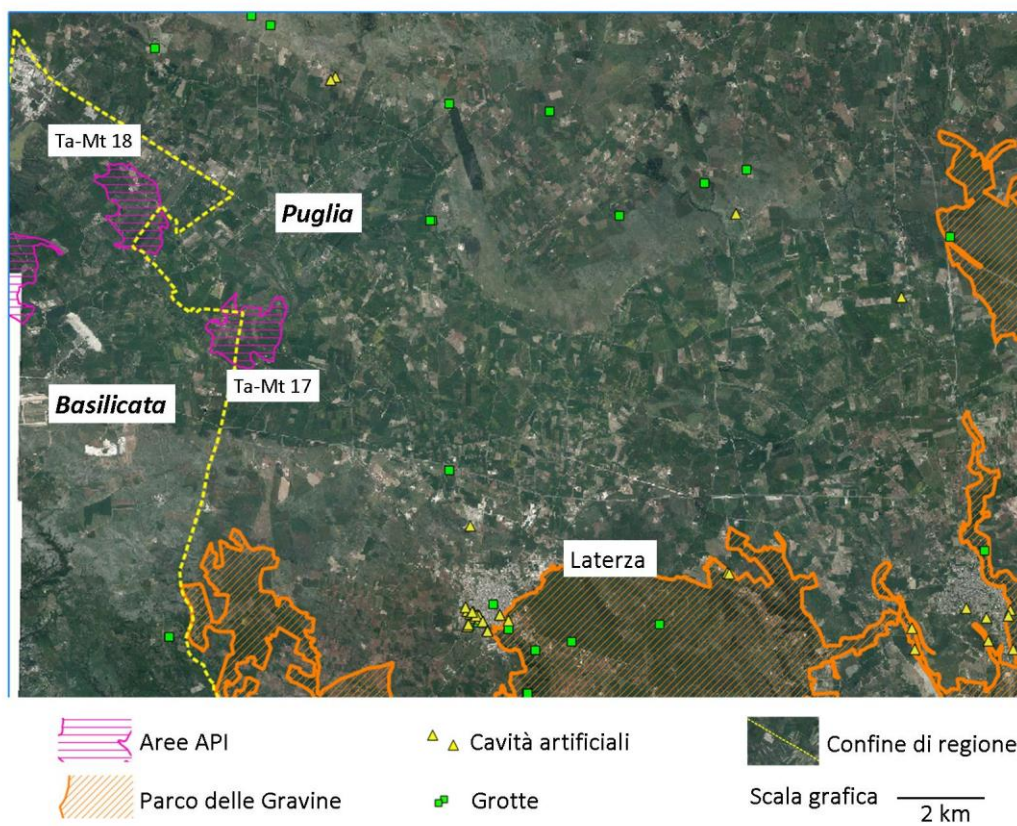 Ta-Mt 18
Puglia
Ta-Mt 17
Basilicata
Laterza
Aree API
Cavità artificiali
Confine di regione
Parco delle Gravine
Grotte
Scala grafica
2 km